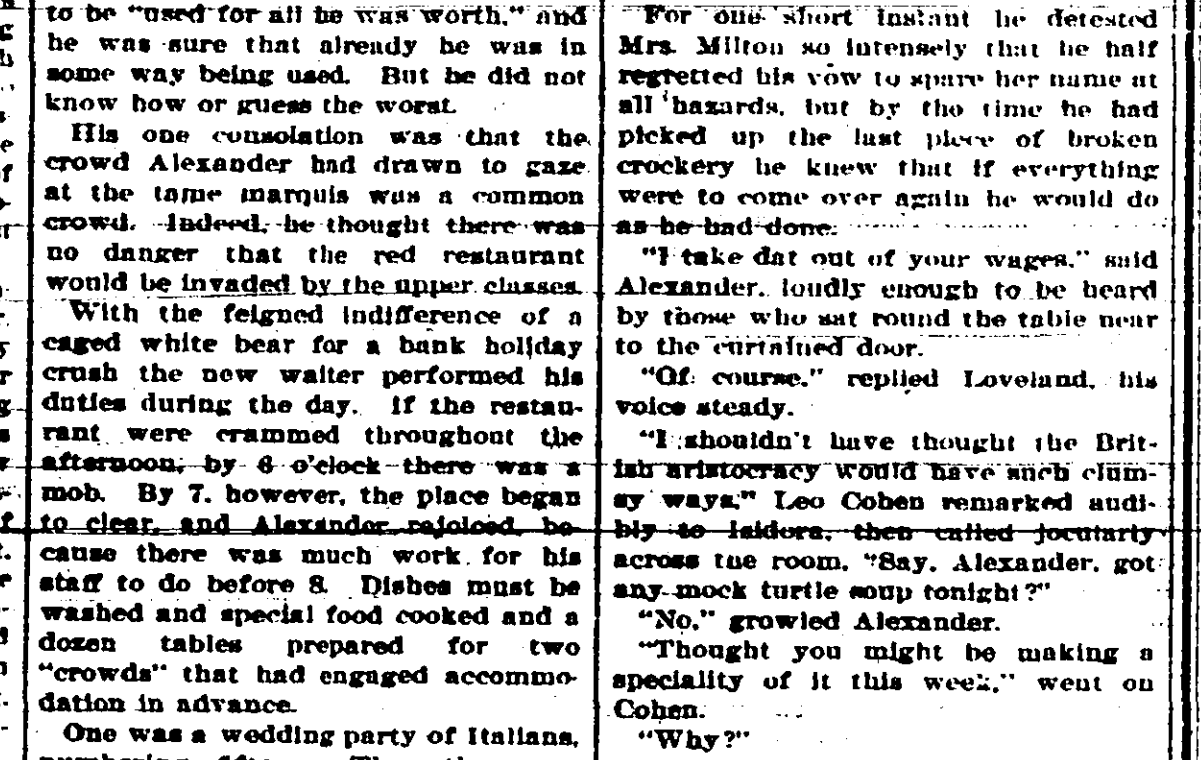 to be "used for all he was worth," and
he was sure that already he was in
some way being used. But he did not
know how or guess the worst.
His one consolation was that the
crowd Alexander had drawn to gaze
at the tame marquis was a common
crowd. Indeed, he thought there was
no danger that the red restaurant
would be invaded by the upper classes.
With the feigned indifference of a
caged white bear for a bank holiday
crush the new waiter performed his
duties during the day. If the restau-
rant were crammed throughout the
afternoon, by 6 o'clock there was a
mob. By 7, however, the place began
to clear, and Alexander rejoiced be-
cause there was much work for his
staff to do before 8. Dishes must be
washed and special food cooked and a
dozen tables prepared for two
"crowds" that had engaged accommo-
dation in advance.
One was a wedding party of Italians,
For one short instant he detested
Mrs. Milton so intensely that he half
regretted his vow to spare her name at
all hazards, but by the time he had
picked up the last piece of broken
crockery he knew that if everything
were to come over again he would do
as he had done.
"I take dat out of your wages," said
Alexander, loudly enough to be heard
by those who sat round the table near
to the curtained door.
"Of course," replied Loveland, his
voice steady.
"I shouldn't have thought the Brit-
ish aristocracy would have such clum-
sy ways," Leo Cohen remarked audi-
bly to Isidora, then called jocularly
across the room, "Say, Alexander, got
any mock turtle soup tonight?"
"No," growled Alexander.
"Thought you might be making a
speciality of it this week," went on
Cohen.
"Why?"